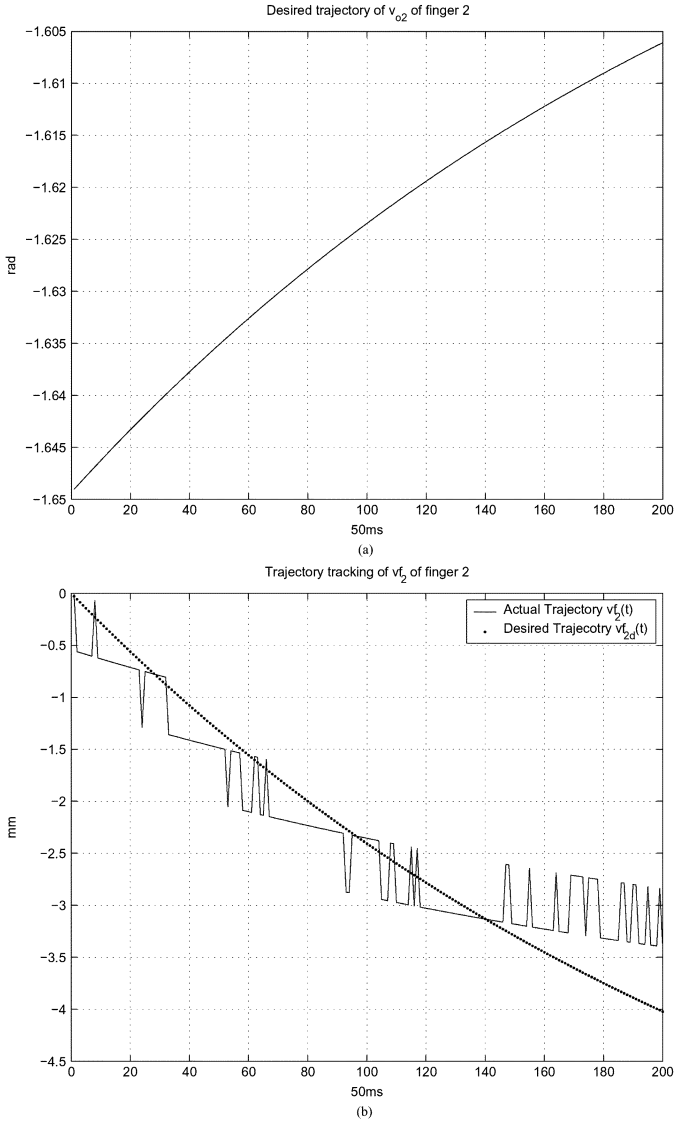 Desired trajectory of v_o2 of finger 2
−1.605
−1.61
−1.615
−1.62
−1.625
−1.63
−1.635
−1.64
−1.645
−1.65
rad
0 20 40 60 80 100 120 140 160 180 200
50ms
(a)
Trajectory tracking of vf_2 of finger 2
Actual Trajectory vf_2(t)
Desired Trajecotry vf_2d(t)
0
−0.5
−1
−1.5
−2
−2.5
−3
−3.5
−4
−4.5
mm
0 20 40 60 80 100 120 140 160 180 200
50ms
(b)